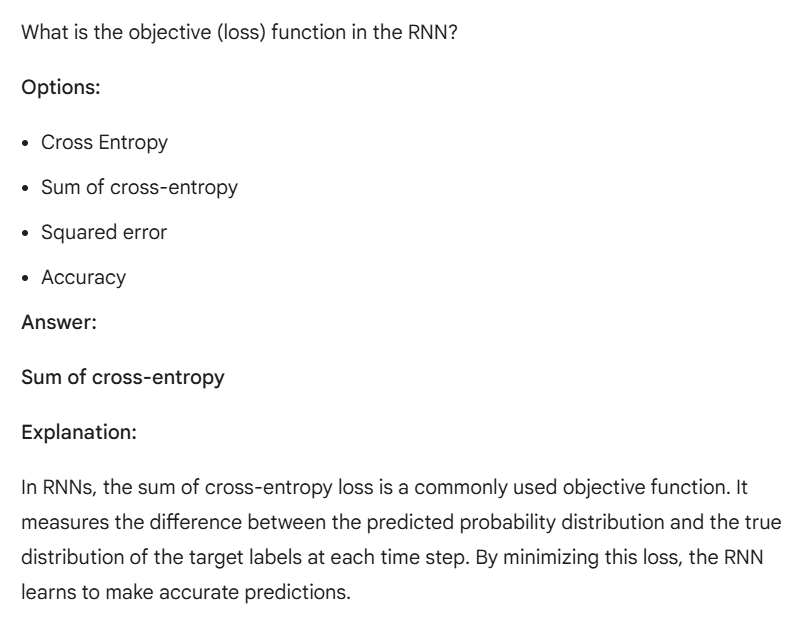 What is the objective (loss) function in the RNN?
Options:
• Cross Entropy
• Sum of cross-entropy
• Squared error
• Accuracy
Answer:
Sum of cross-entropy
Explanation:
In RNNs, the sum of cross-entropy loss is a commonly used objective function. It
measures the difference between the predicted probability distribution and the true
distribution of the target labels at each time step. By minimizing this loss, the RNN
learns to make accurate predictions.